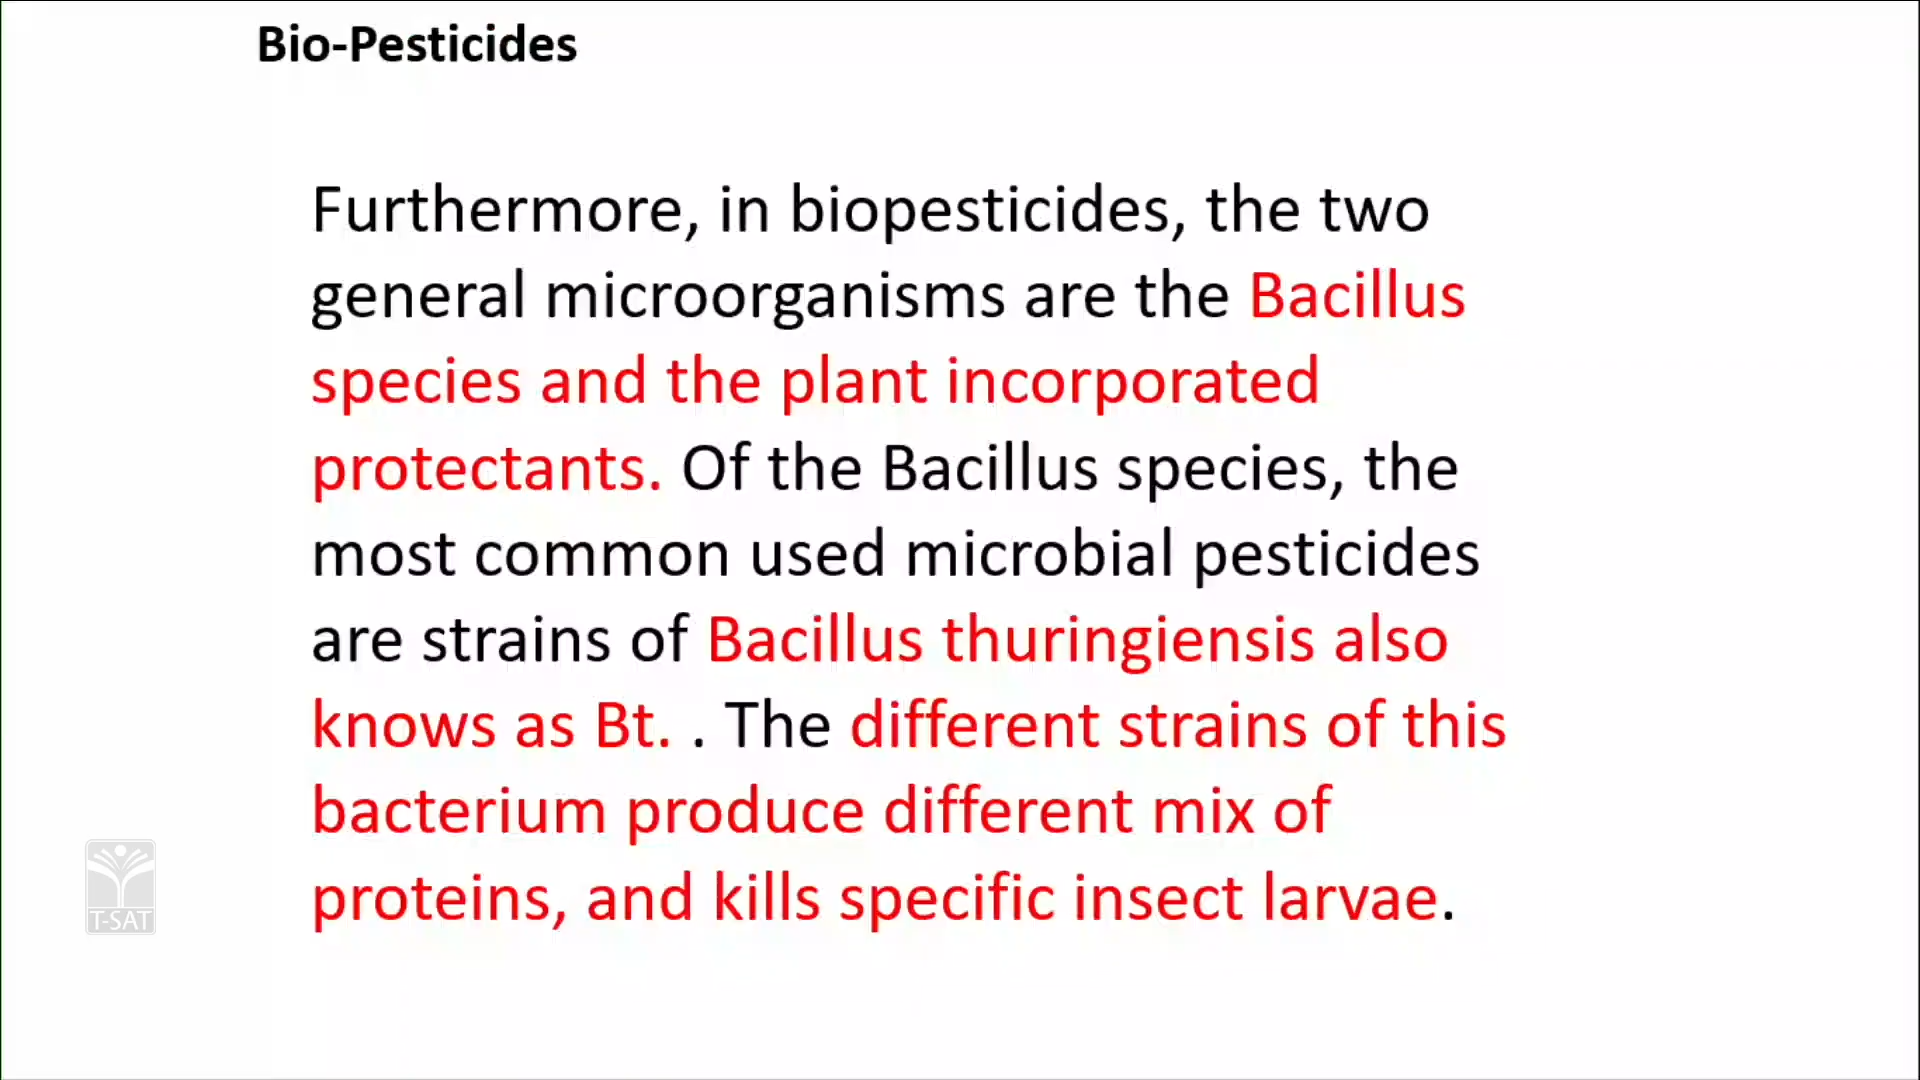 Bio-Pesticides
Furthermore, in biopesticides, the two
general microorganisms are the Bacillus
species and the plant incorporated
protectants. Of the Bacillus species, the
most common used microbial pesticides
are strains of Bacillus thuringiensis also
knows as Bt. . The different strains of this
bacterium produce different mix of
proteins, and kills specific insect larvae.
T-SAT